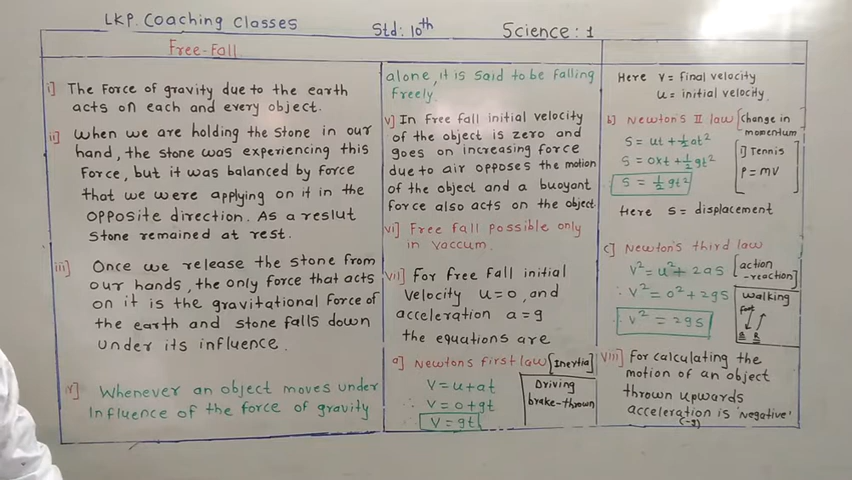 LKP. Coaching Classes
Std: 10th
Science: 1
Free-Fall
i] The force of gravity due to the earth
acts on each and every object.
ii] when we are holding the stone in our
hand, the stone was experiencing this
force, but it was balanced by force
that we were applying on it in the
opposite direction. As a reslut
stone remained at rest.
iii] Once we release the stone from
our hands, the only force that acts
on it is the gravitational force of
the earth and stone falls down
under its influence.
iv] Whenever an object moves under
influence of the force of gravity
alone, it is said to be falling
freely.
v] In free fall initial velocity
of the object is zero and
goes on increasing force
due to air opposes the motion
of the object and a buoyant
force also acts on the object
vi] Free fall possible only
in vaccum.
vii] For free fall initial
velocity u=0, and
acceleration a=g
the equations are
a] Newton's first law [Inertia]
v=u+at
∴ v=0+gt
∴ v=gt
Driving
brake-thrown
Here v = final velocity
u = initial velocity.
b] Newton's II law [Change in
momentum
s=ut+½at²
s=0xt+½gt²
s=½gt²
i] Tennis
P=mv
Here s = displacement
c] Newton's third law
[action
-reaction]
v²=u²+2as
∴ v²=0²+2gs
∴ v²=2gs
walking
foot
viii] For calculating the
motion of an object
thrown upwards
acceleration is 'negative'
(-g)